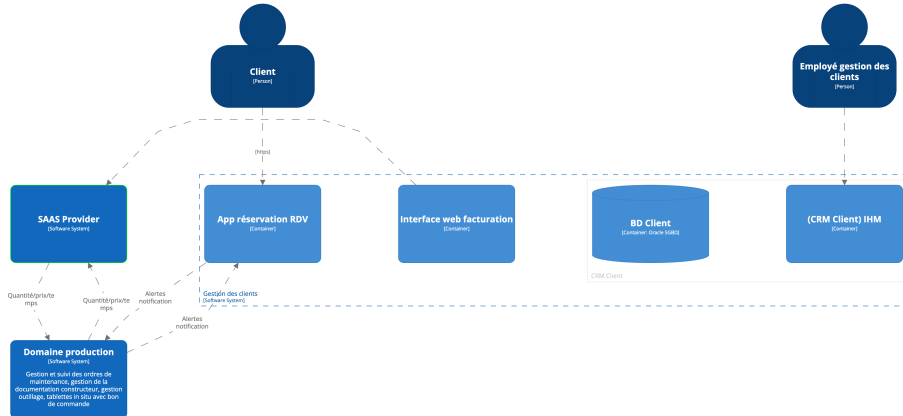 Client
[Person]
Employé gestion des
clients
[Person]
[https]
SAAS Provider
[Software System]
App réservation RDV
[Container]
Interface web facturation
[Container]
BD Client
[Container: Oracle SGBD]
(CRM Client) IHM
[Container]
CRM Client
Gestion des clients
[Software System]
Quantité/prix/te
mps
Quantité/prix/te
mps
Alertes
notification
Alertes
notification
Domaine production
[Software System]
Gestion et suivi des ordres de
maintenance, gestion de la
documentation constructeur, gestion
outillage, tablettes in situ avec bon
de commande